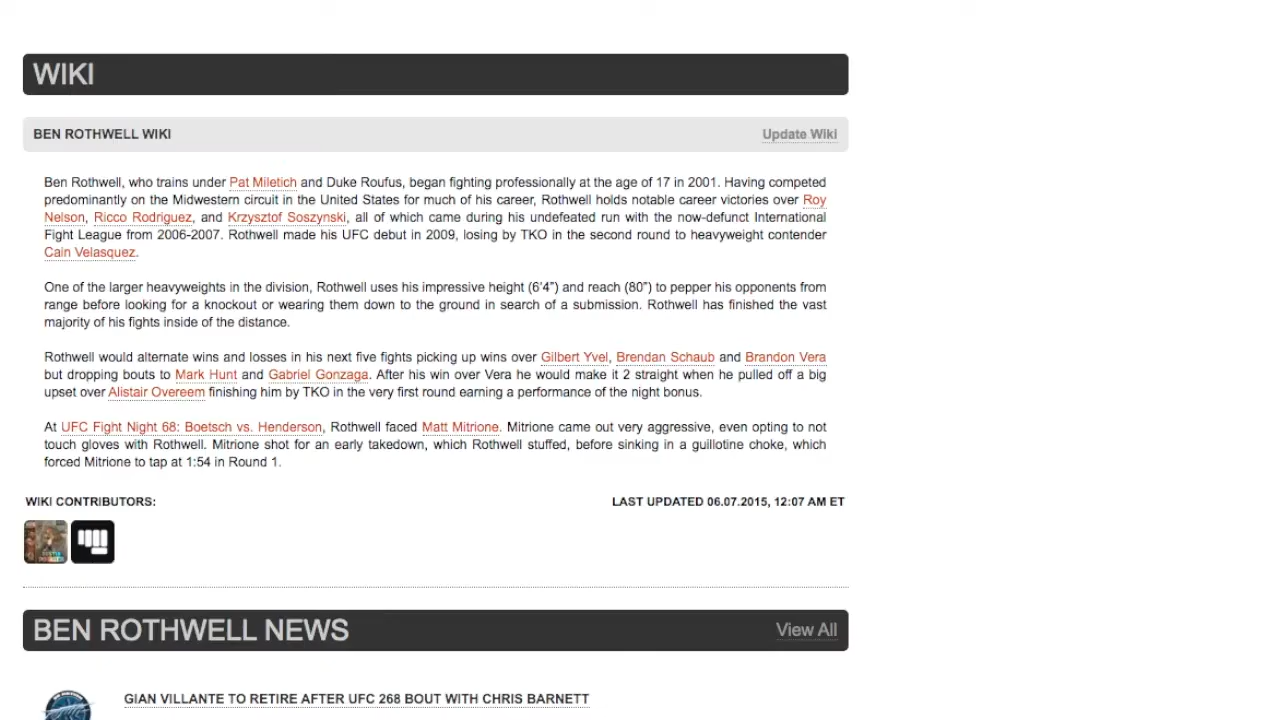 WIKI
BEN ROTHWELL WIKI
Update Wiki
Ben Rothwell, who trains under Pat Miletich and Duke Roufus, began fighting professionally at the age of 17 in 2001. Having competed
predominantly on the Midwestern circuit in the United States for much of his career, Rothwell holds notable career victories over Roy
Nelson, Ricco Rodriguez, and Krzysztof Soszynski, all of which came during his undefeated run with the now-defunct International
Fight League from 2006-2007. Rothwell made his UFC debut in 2009, losing by TKO in the second round to heavyweight contender
Cain Velasquez.
One of the larger heavyweights in the division, Rothwell uses his impressive height (6’4”) and reach (80”) to pepper his opponents from
range before looking for a knockout or wearing them down to the ground in search of a submission. Rothwell has finished the vast
majority of his fights inside of the distance.
Rothwell would alternate wins and losses in his next five fights picking up wins over Gilbert Yvel, Brendan Schaub and Brandon Vera
but dropping bouts to Mark Hunt and Gabriel Gonzaga. After his win over Vera he would make it 2 straight when he pulled off a big
upset over Alistair Overeem finishing him by TKO in the very first round earning a performance of the night bonus.
At UFC Fight Night 68: Boetsch vs. Henderson, Rothwell faced Matt Mitrione. Mitrione came out very aggressive, even opting to not
touch gloves with Rothwell. Mitrione shot for an early takedown, which Rothwell stuffed, before sinking in a guillotine choke, which
forced Mitrione to tap at 1:54 in Round 1.
WIKI CONTRIBUTORS:
LAST UPDATED 06.07.2015, 12:07 AM ET
BEN ROTHWELL NEWS
View All
GIAN VILLANTE TO RETIRE AFTER UFC 268 BOUT WITH CHRIS BARNETT